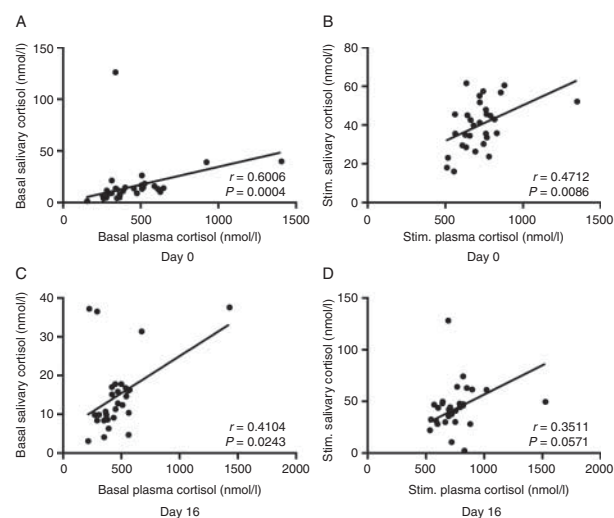 A
Basal salivary cortisol (nmol/l)
150
100
50
0
0
500
1000
1500
r = 0.6006
P = 0.0004
Basal plasma cortisol (nmol/l)
Day 0
B
Stim. salivary cortisol (nmol/l)
80
60
40
20
0
0
500
1000
1500
r = 0.4712
P = 0.0086
Stim. plasma cortisol (nmol/l)
Day 0
C
Basal salivary cortisol (nmol/l)
40
30
20
10
0
0
500
1000
1500
2000
r = 0.4104
P = 0.0243
Basal plasma cortisol (nmol/l)
Day 16
D
Stim. salivary cortisol (nmol/l)
150
100
50
0
0
500
1000
1500
2000
r = 0.3511
P = 0.0571
Stim. plasma cortisol (nmol/l)
Day 16